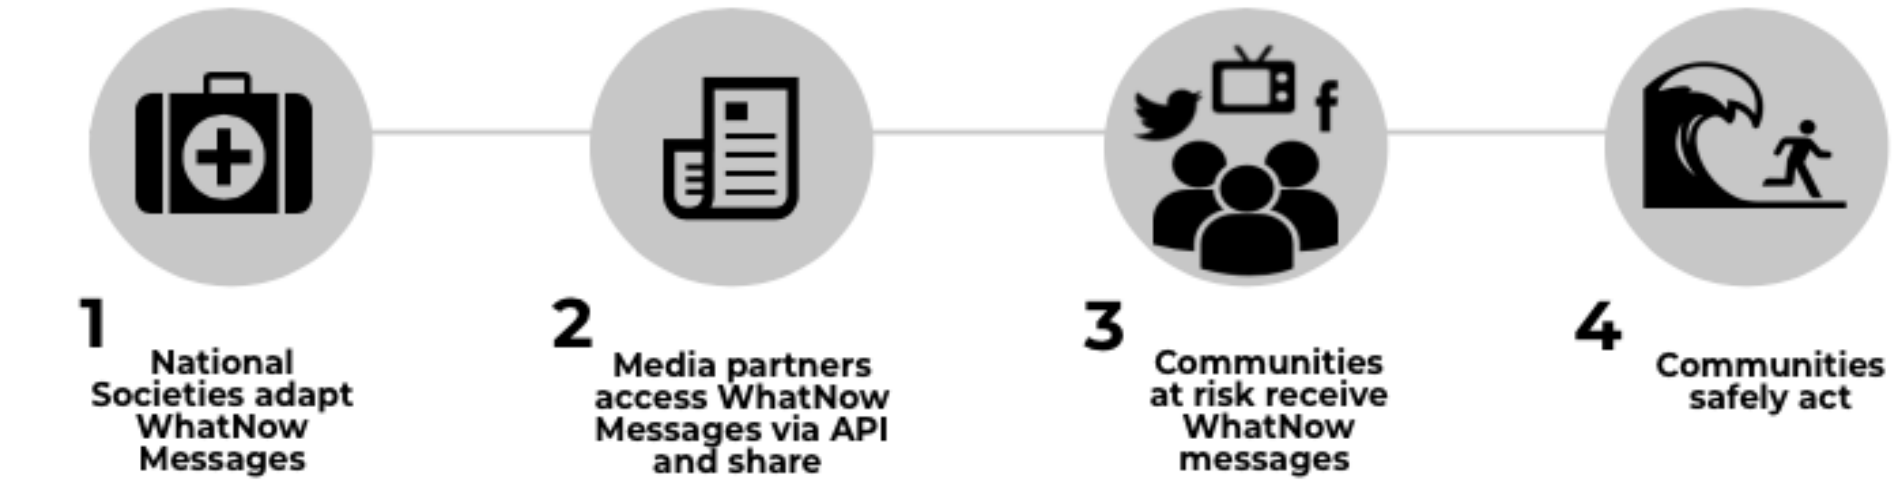 1
National
Societies adapt
WhatNow
Messages
2
Media partners
access WhatNow
Messages via API
and share
3
Communities
at risk receive
WhatNow
messages
4
Communities
safely act